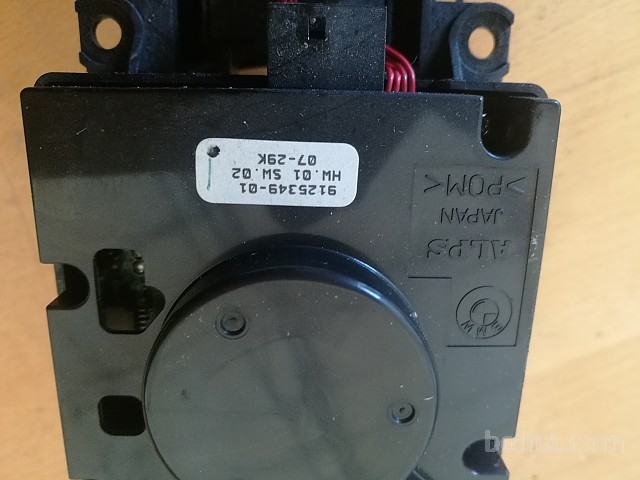 9125349-01
HW.01 SW.02
07-29K
ALPS
JAPAN
>POM<